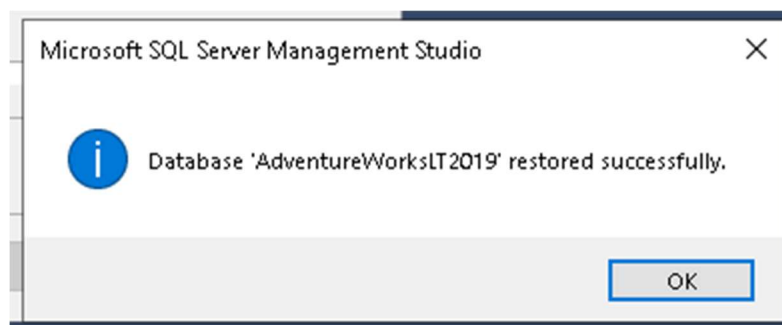 Microsoft SQL Server Management Studio
Database 'AdventureWorksLT2019' restored successfully.
OK